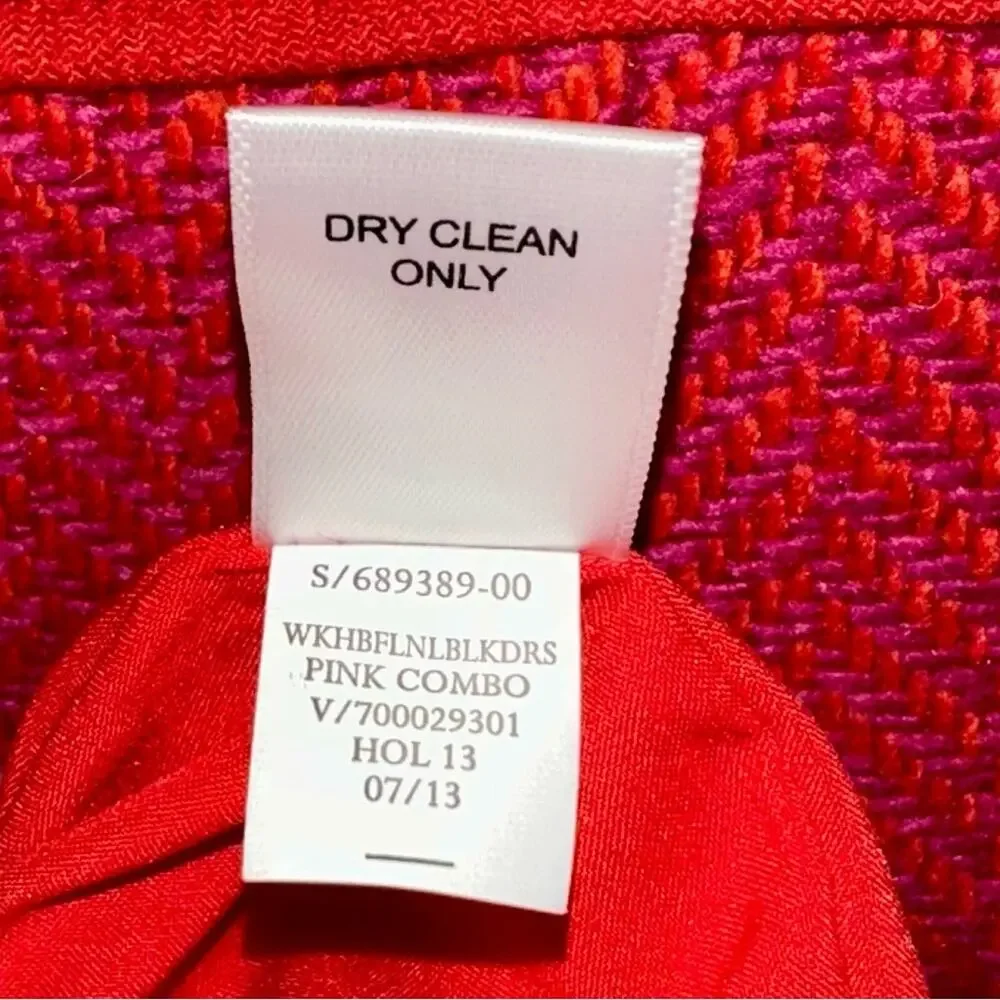 DRY CLEAN
ONLY
S/689389-00
WKHBFLNLBLKDRS
PINK COMBO
V/700029301
HOL 13
07/13